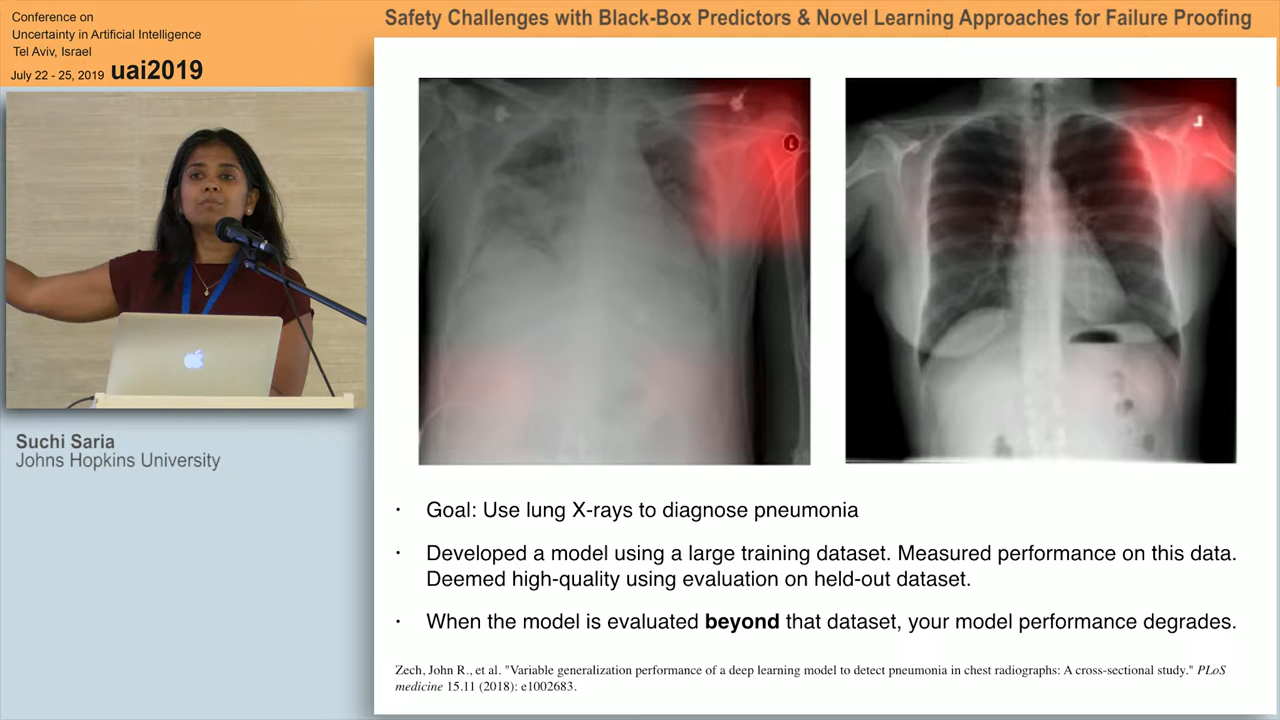 Conference on
Uncertainty in Artificial Intelligence
Tel Aviv, Israel
July 22 - 25, 2019 uai2019
Safety Challenges with Black-Box Predictors & Novel Learning Approaches for Failure Proofing
L
L
Suchi Saria
Johns Hopkins University
· Goal: Use lung X-rays to diagnose pneumonia
· Developed a model using a large training dataset. Measured performance on this data.
Deemed high-quality using evaluation on held-out dataset.
· When the model is evaluated beyond that dataset, your model performance degrades.
Zech, John R., et al. "Variable generalization performance of a deep learning model to detect pneumonia in chest radiographs: A cross-sectional study." PLoS
medicine 15.11 (2018): e1002683.